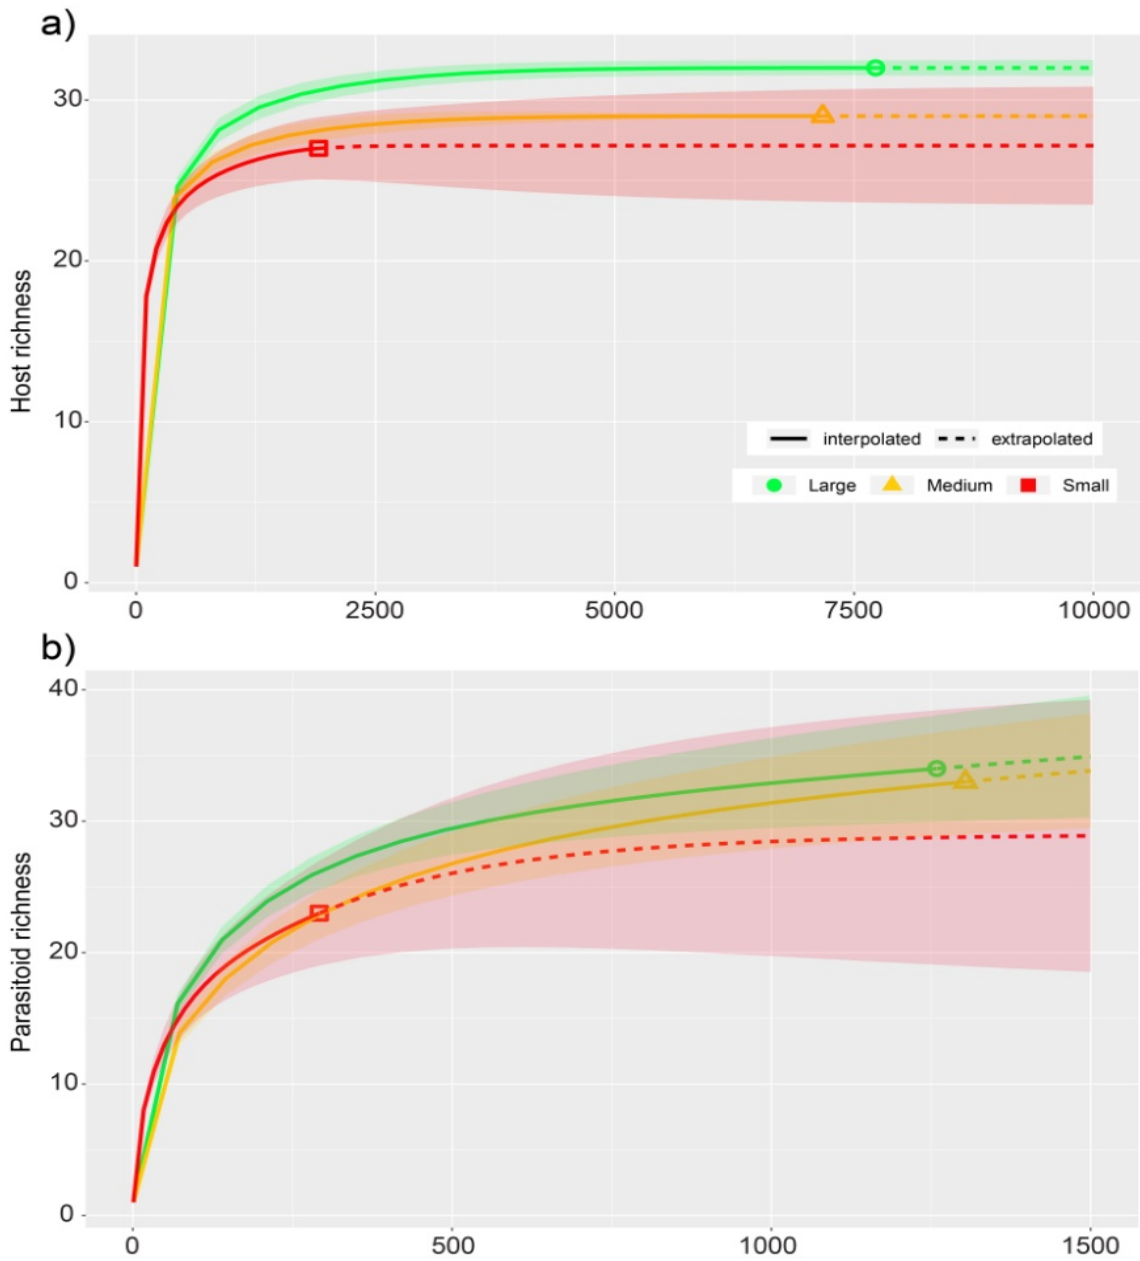 a)
30
20
10
0
Host richness
interpolated extrapolated
Large Medium Small
0 2500 5000 7500 10000
b)
40
30
20
10
0
Parasitoid richness
0 500 1000 1500